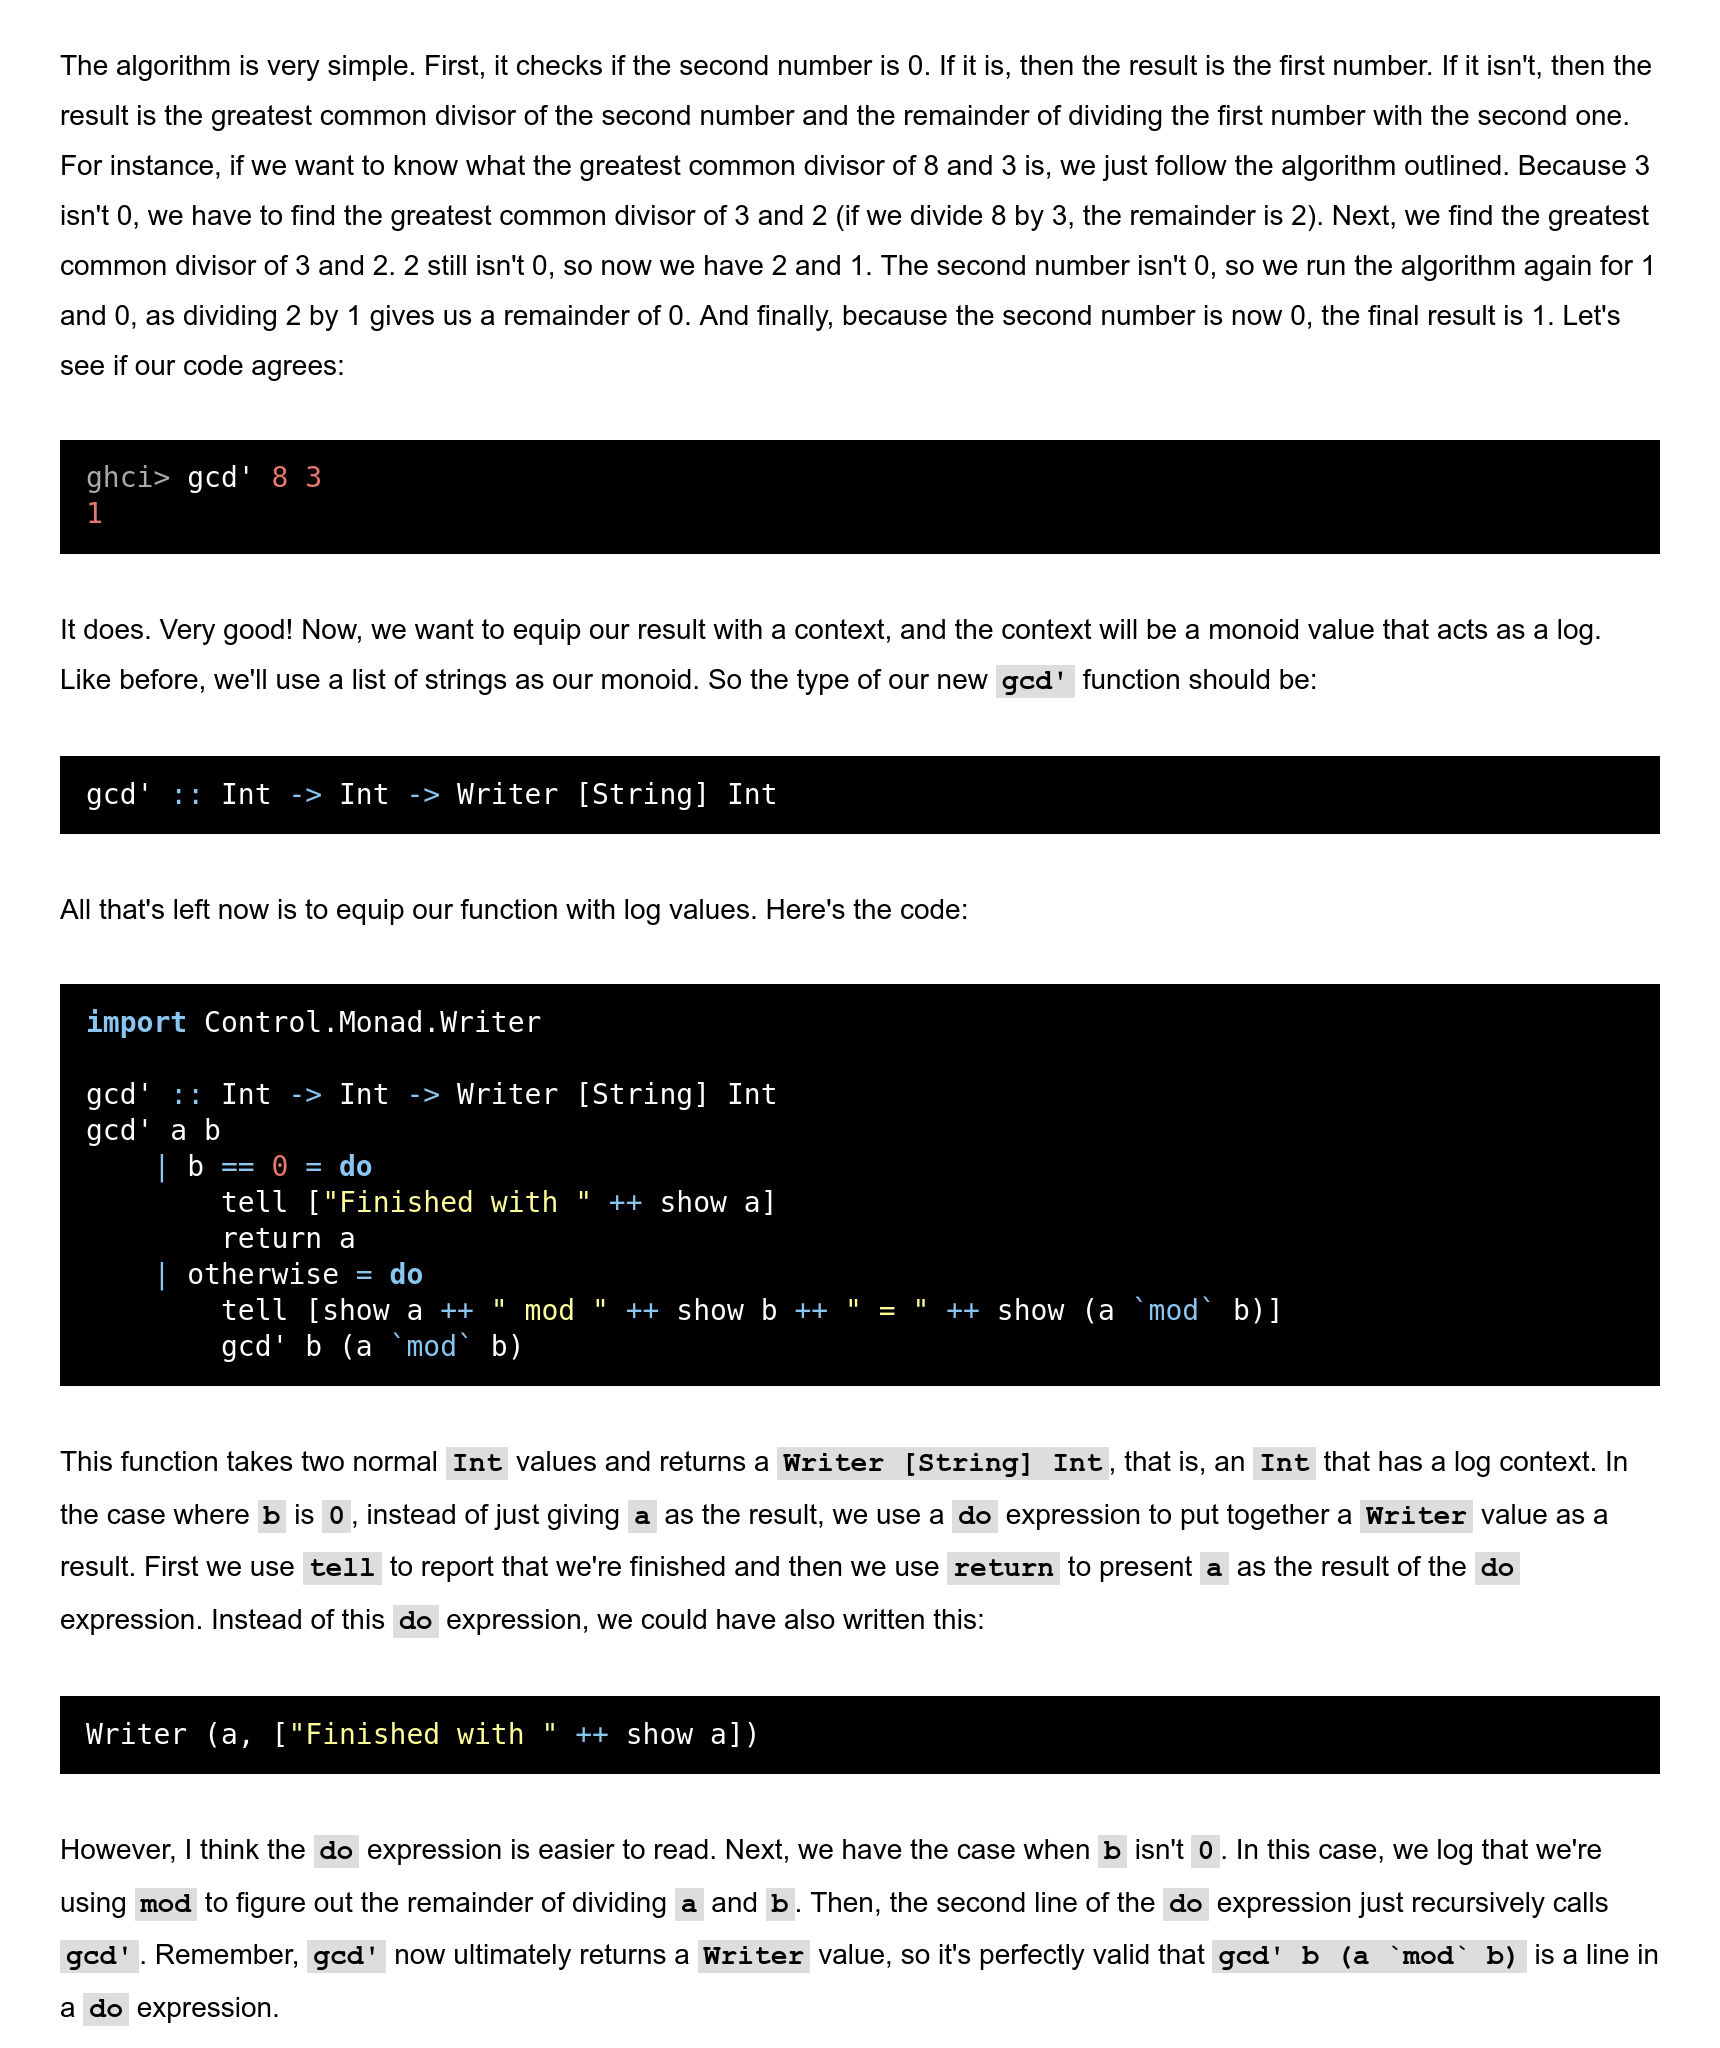 The algorithm is very simple. First, it checks if the second number is 0. If it is, then the result is the first number. If it isn't, then the
result is the greatest common divisor of the second number and the remainder of dividing the first number with the second one.
For instance, if we want to know what the greatest common divisor of 8 and 3 is, we just follow the algorithm outlined. Because 3
isn't 0, we have to find the greatest common divisor of 3 and 2 (if we divide 8 by 3, the remainder is 2). Next, we find the greatest
common divisor of 3 and 2. 2 still isn't 0, so now we have 2 and 1. The second number isn't 0, so we run the algorithm again for 1
and 0, as dividing 2 by 1 gives us a remainder of 0. And finally, because the second number is now 0, the final result is 1. Let's
see if our code agrees:
ghci> gcd' 8 3
1
It does. Very good! Now, we want to equip our result with a context, and the context will be a monoid value that acts as a log.
Like before, we'll use a list of strings as our monoid. So the type of our new gcd' function should be:
gcd' :: Int -> Int -> Writer [String] Int
All that's left now is to equip our function with log values. Here's the code:
import Control.Monad.Writer
gcd' :: Int -> Int -> Writer [String] Int
gcd' a b
    | b == 0 = do
        tell ["Finished with " ++ show a]
        return a
    | otherwise = do
        tell [show a ++ " mod " ++ show b ++ " = " ++ show (a `mod` b)]
        gcd' b (a `mod` b)
This function takes two normal Int values and returns a Writer [String] Int, that is, an Int that has a log context. In
the case where b is 0, instead of just giving a as the result, we use a do expression to put together a Writer value as a
result. First we use tell to report that we're finished and then we use return to present a as the result of the do
expression. Instead of this do expression, we could have also written this:
Writer (a, ["Finished with " ++ show a])
However, I think the do expression is easier to read. Next, we have the case when b isn't 0. In this case, we log that we're
using mod to figure out the remainder of dividing a and b. Then, the second line of the do expression just recursively calls
gcd'. Remember, gcd' now ultimately returns a Writer value, so it's perfectly valid that gcd' b (a `mod` b) is a line in
a do expression.